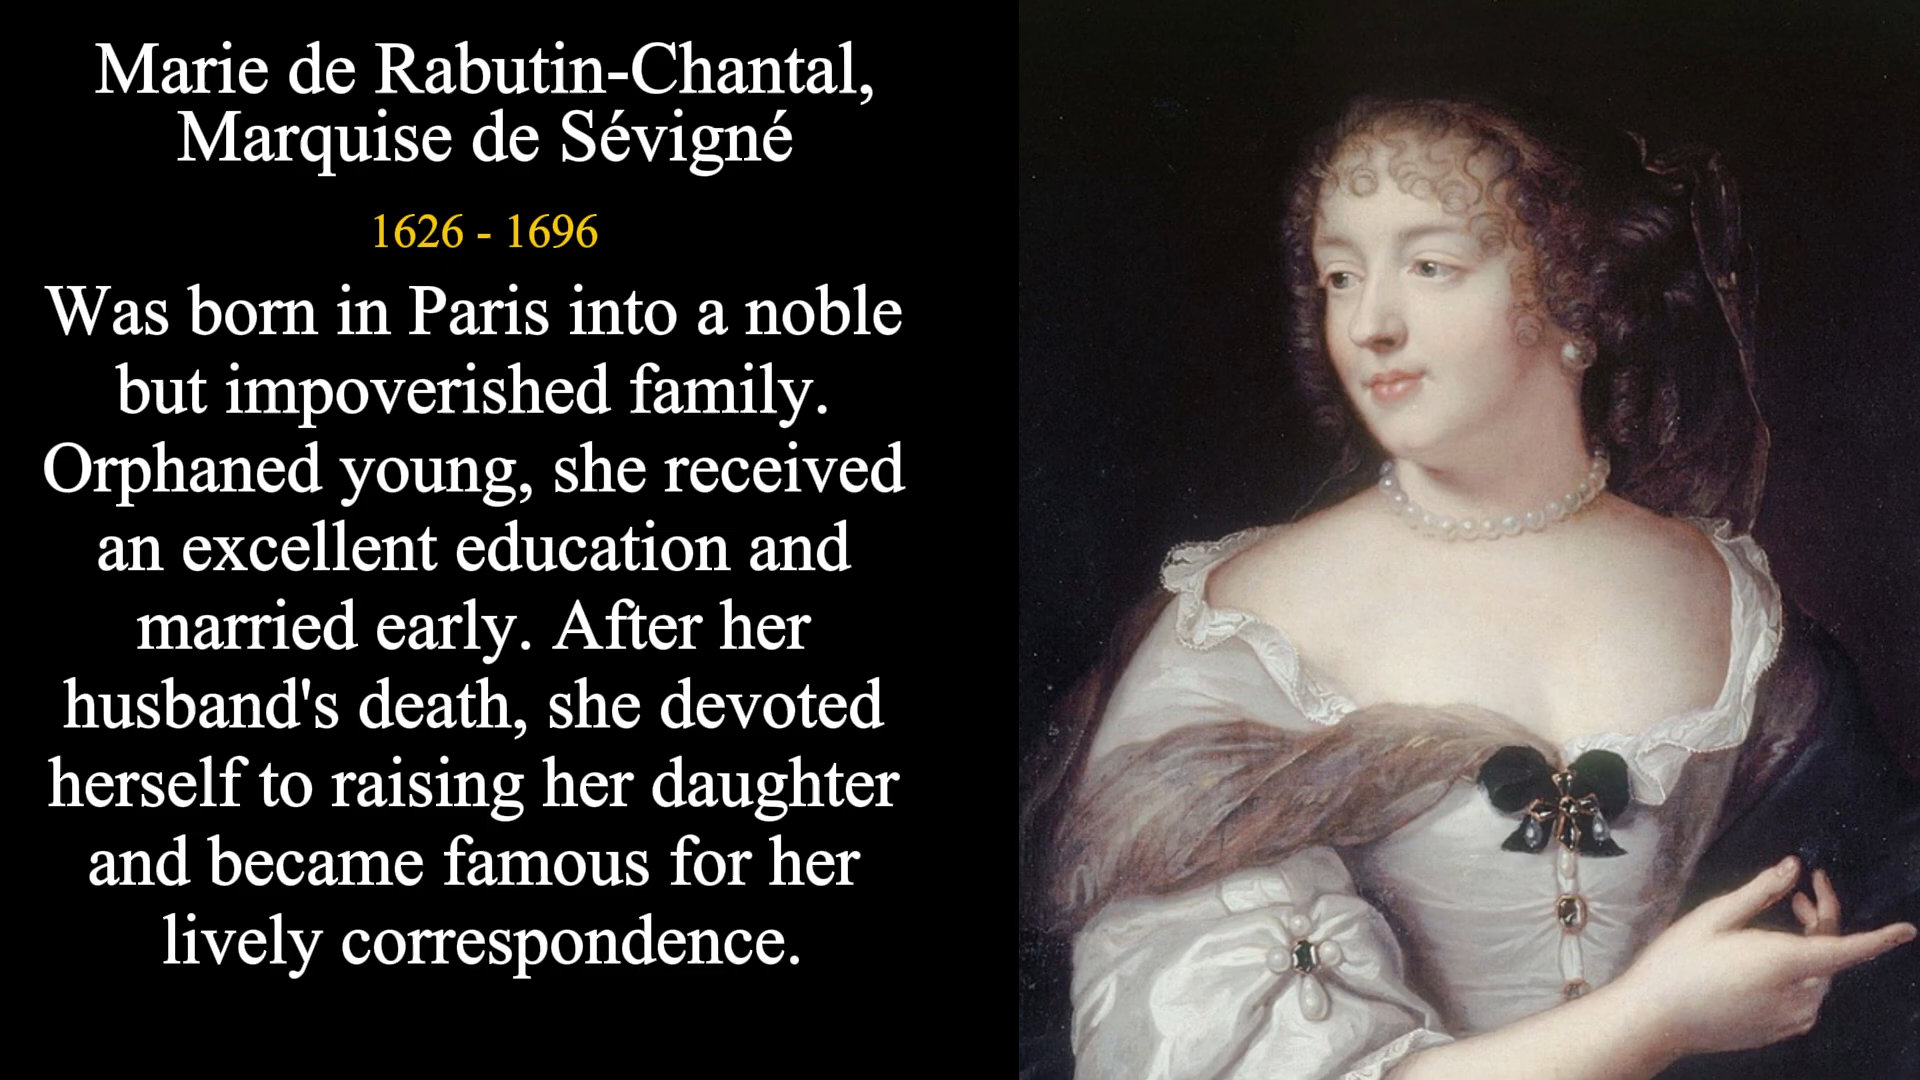 Marie de Rabutin-Chantal,
Marquise de Sévigné
1626 - 1696
Was born in Paris into a noble
but impoverished family.
Orphaned young, she received
an excellent education and
married early. After her
husband's death, she devoted
herself to raising her daughter
and became famous for her
lively correspondence.